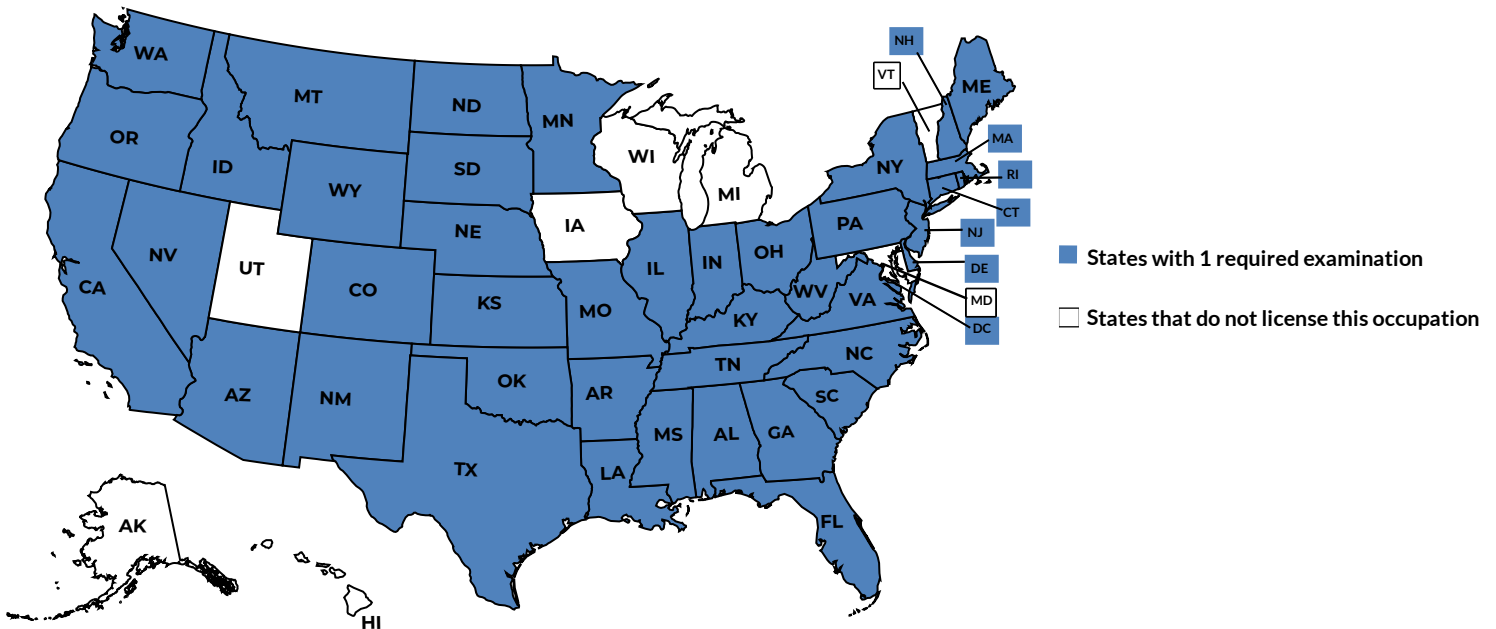 WA
MT
ND
MN
OR
ID
SD
WY
WI
MI
NH
VT
ME
MA
NY
RI
CT
PA
NJ
DE
MD
DC
NV
UT
NE
IA
CA
CO
KS
MO
IL
IN
OH
WV
VA
KY
AZ
NM
OK
AR
TN
NC
SC
TX
LA
MS
AL
GA
FL
AK
HI
States with 1 required examination
States that do not license this occupation